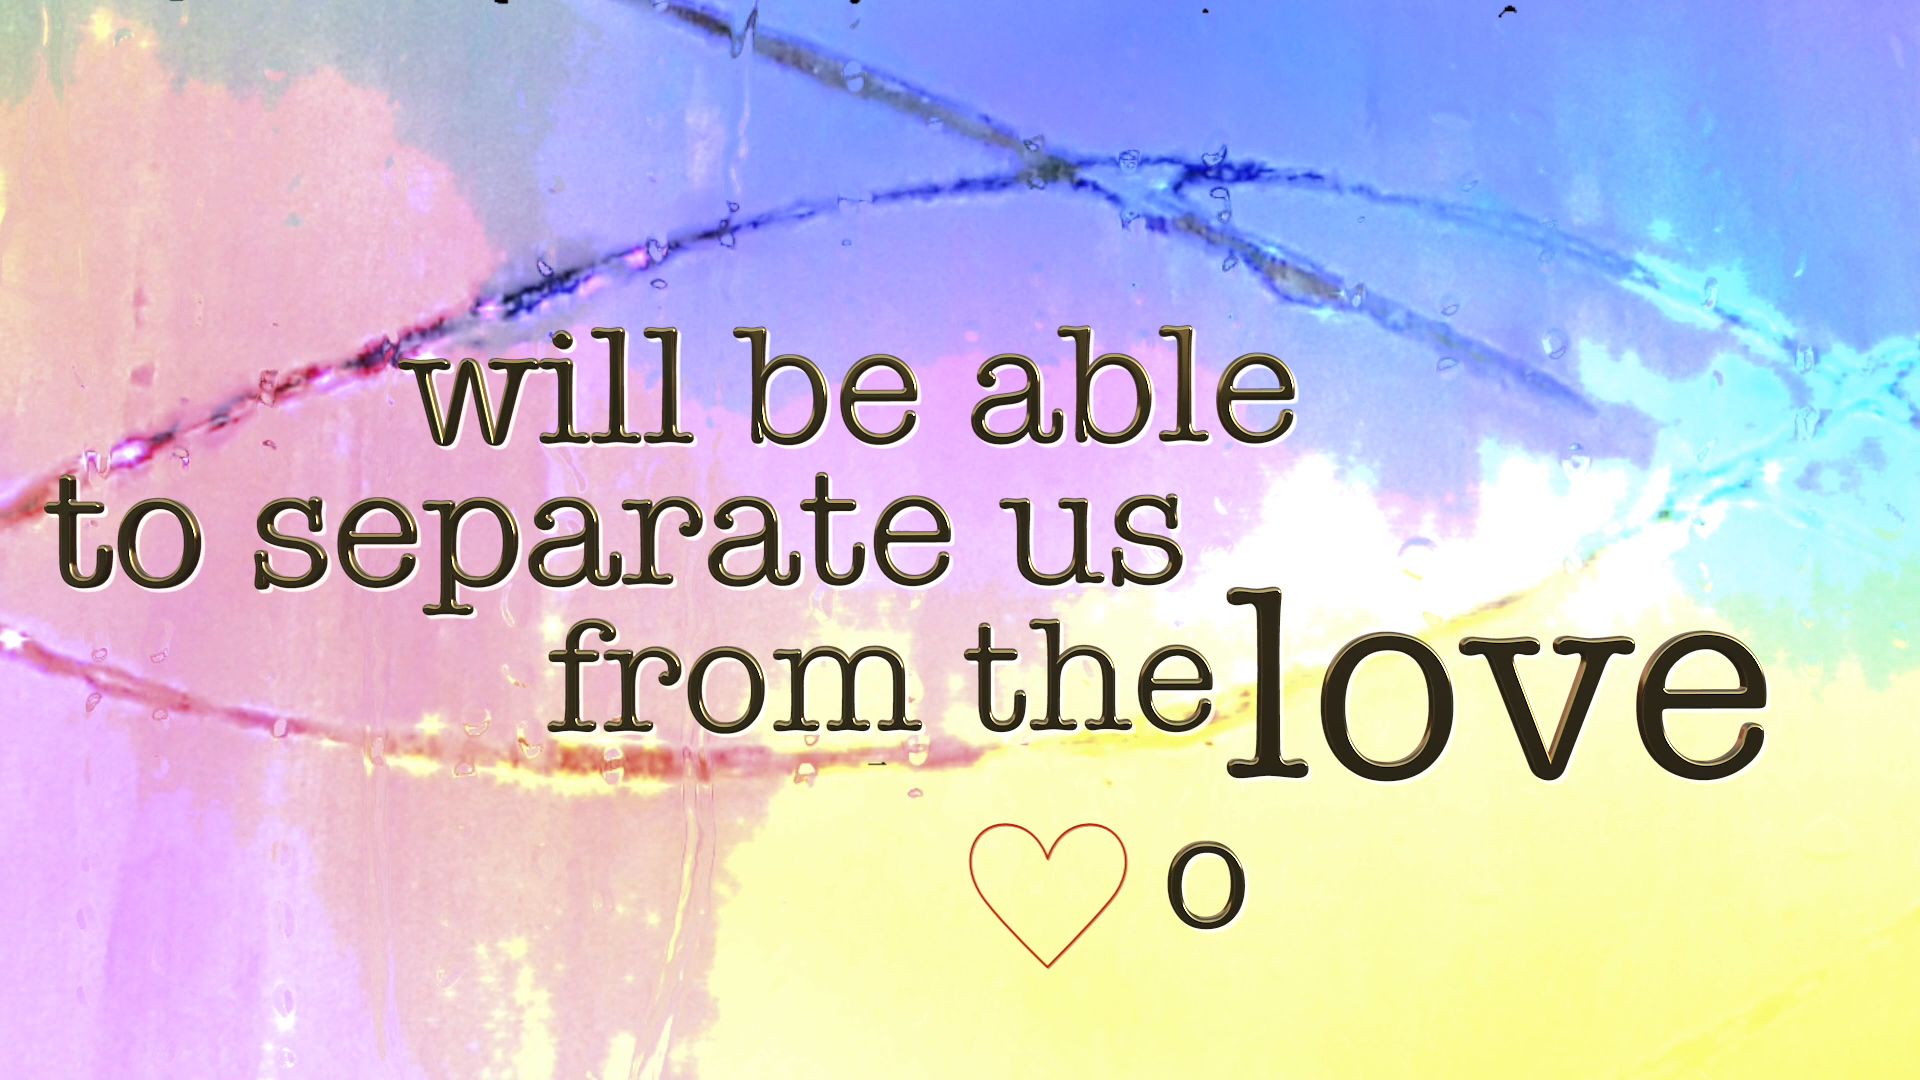 will be able
to separate us
from the love
o